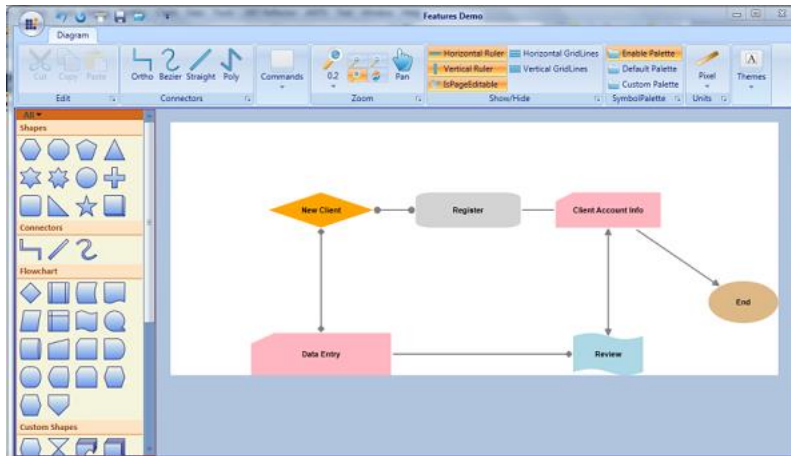 Features Demo
Diagram
Cut Copy Paste
Edit
Ortho Bezier Straight Poly
Connectors
Commands
0.2
Pan
Zoom
Horizontal Ruler
Horizontal GridLines
Vertical Ruler
Vertical GridLines
IsPageEditable
Show/Hide
Enable Palette
Default Palette
Custom Palette
SymbolPalette
Pixel
Units
A
Themes
All
Shapes
Connectors
Flowchart
Custom Shapes
New Client
Register
Client Account Info
End
Data Entry
Review